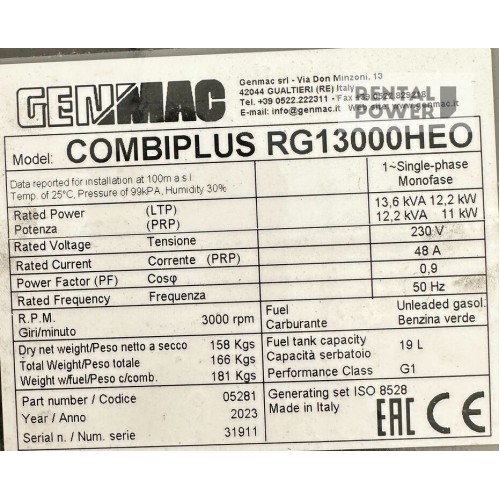 GENMAC
Genmac srl - Via Don Minzoni, 13
42044 GUALTIERI (RE) Italy
Tel. +39 0522.222311 - Fax +39 0522.829218
E-mail: info@genmac.it www.genmac.it
RENTAL
POWER
Model: COMBIPLUS RG13000HEO
Data reported for installation at 100m a.s.l
Temp. of 25°C, Pressure of 99kPA, Humidity 30%
1~Single-phase
Monofase
Rated Power (LTP) 13,6 kVA 12,2 kW
Potenza (PRP) 12,2 kVA 11 kW
Rated Voltage Tensione 230 V
Rated Current Corrente (PRP) 48 A
Power Factor (PF) Cosφ 0,9
Rated Frequency Frequenza 50 Hz
R.P.M.
Giri/minuto 3000 rpm
Fuel Unleaded gasol:
Carburante Benzina verde
Dry net weight/Peso netto a secco 158 Kgs
Total Weight/Peso totale 166 Kgs
Weight w/fuel/Peso c/comb. 181 Kgs
Fuel tank capacity
Capacità serbatoio 19 L
Performance Class G1
Part number / Codice 05281
Year / Anno 2023
Serial n. / Num. serie 31911
Generating set ISO 8528
Made in Italy
EAC CE